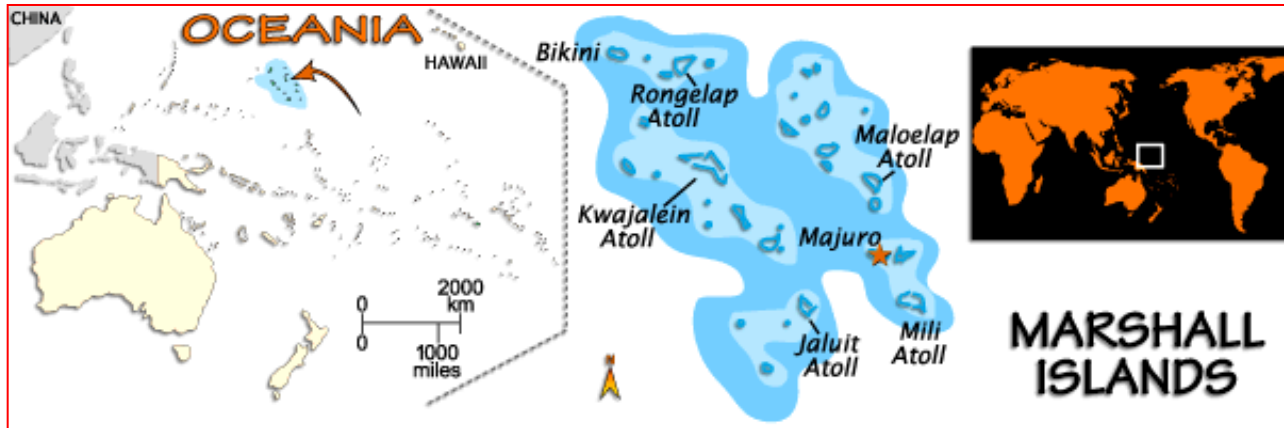 CHINA
OCEANIA
HAWAII
0
2000
km
0
1000
miles
N
Bikini
Rongelap
Atoll
Maloelap
Atoll
Kwajalein
Atoll
Majuro
Jaluit
Atoll
Mili
Atoll
MARSHALL
ISLANDS